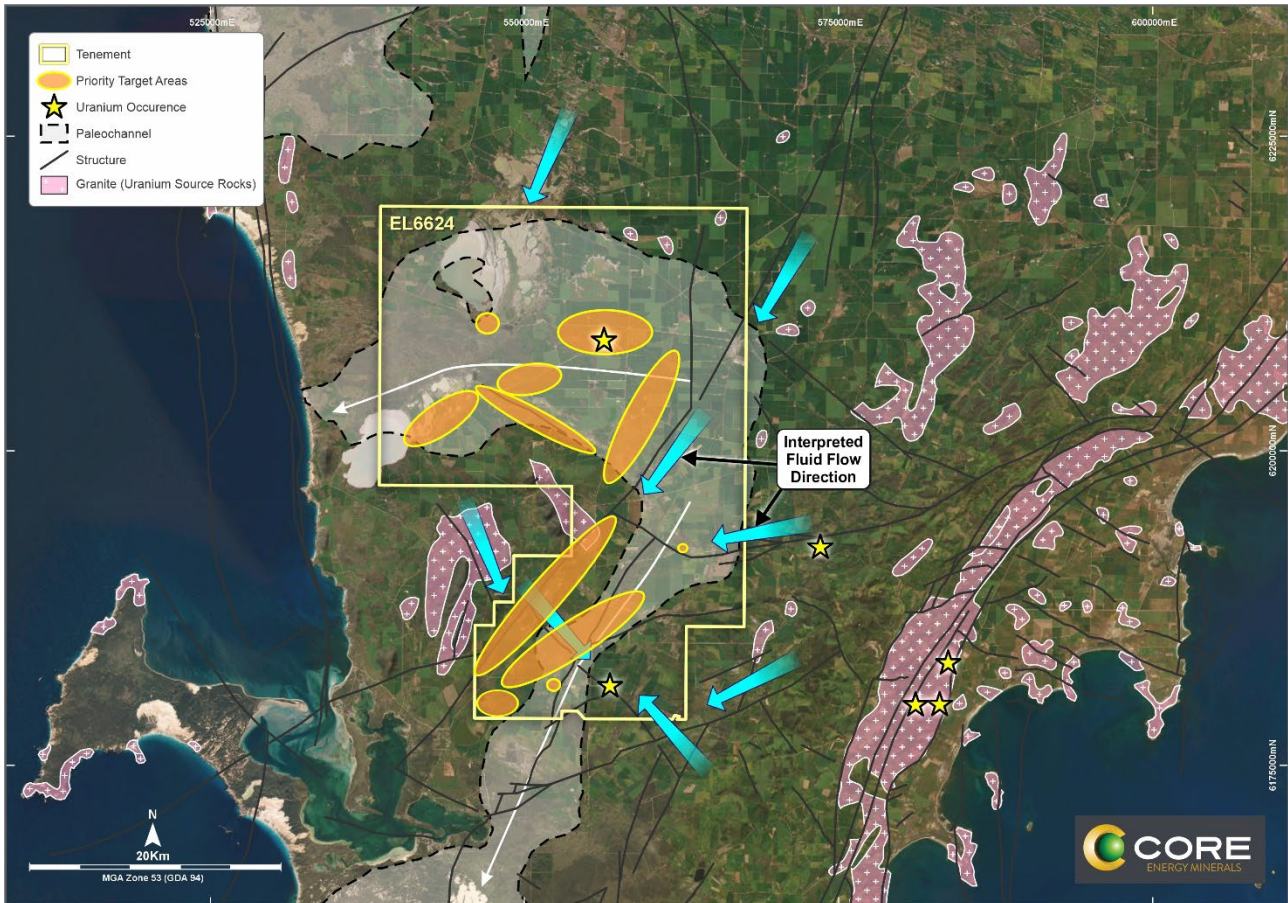 525000mE
550000mE
575000mE
600000mE
Tenement
Priority Target Areas
Uranium Occurence
Paleochannel
Structure
Granite (Uranium Source Rocks)
6225000mN
EL6624
Interpreted
Fluid Flow
Direction
6200000mN
6175000mN
N
20Km
MGA Zone 53 (GDA 94)
CORE
ENERGY MINERALS